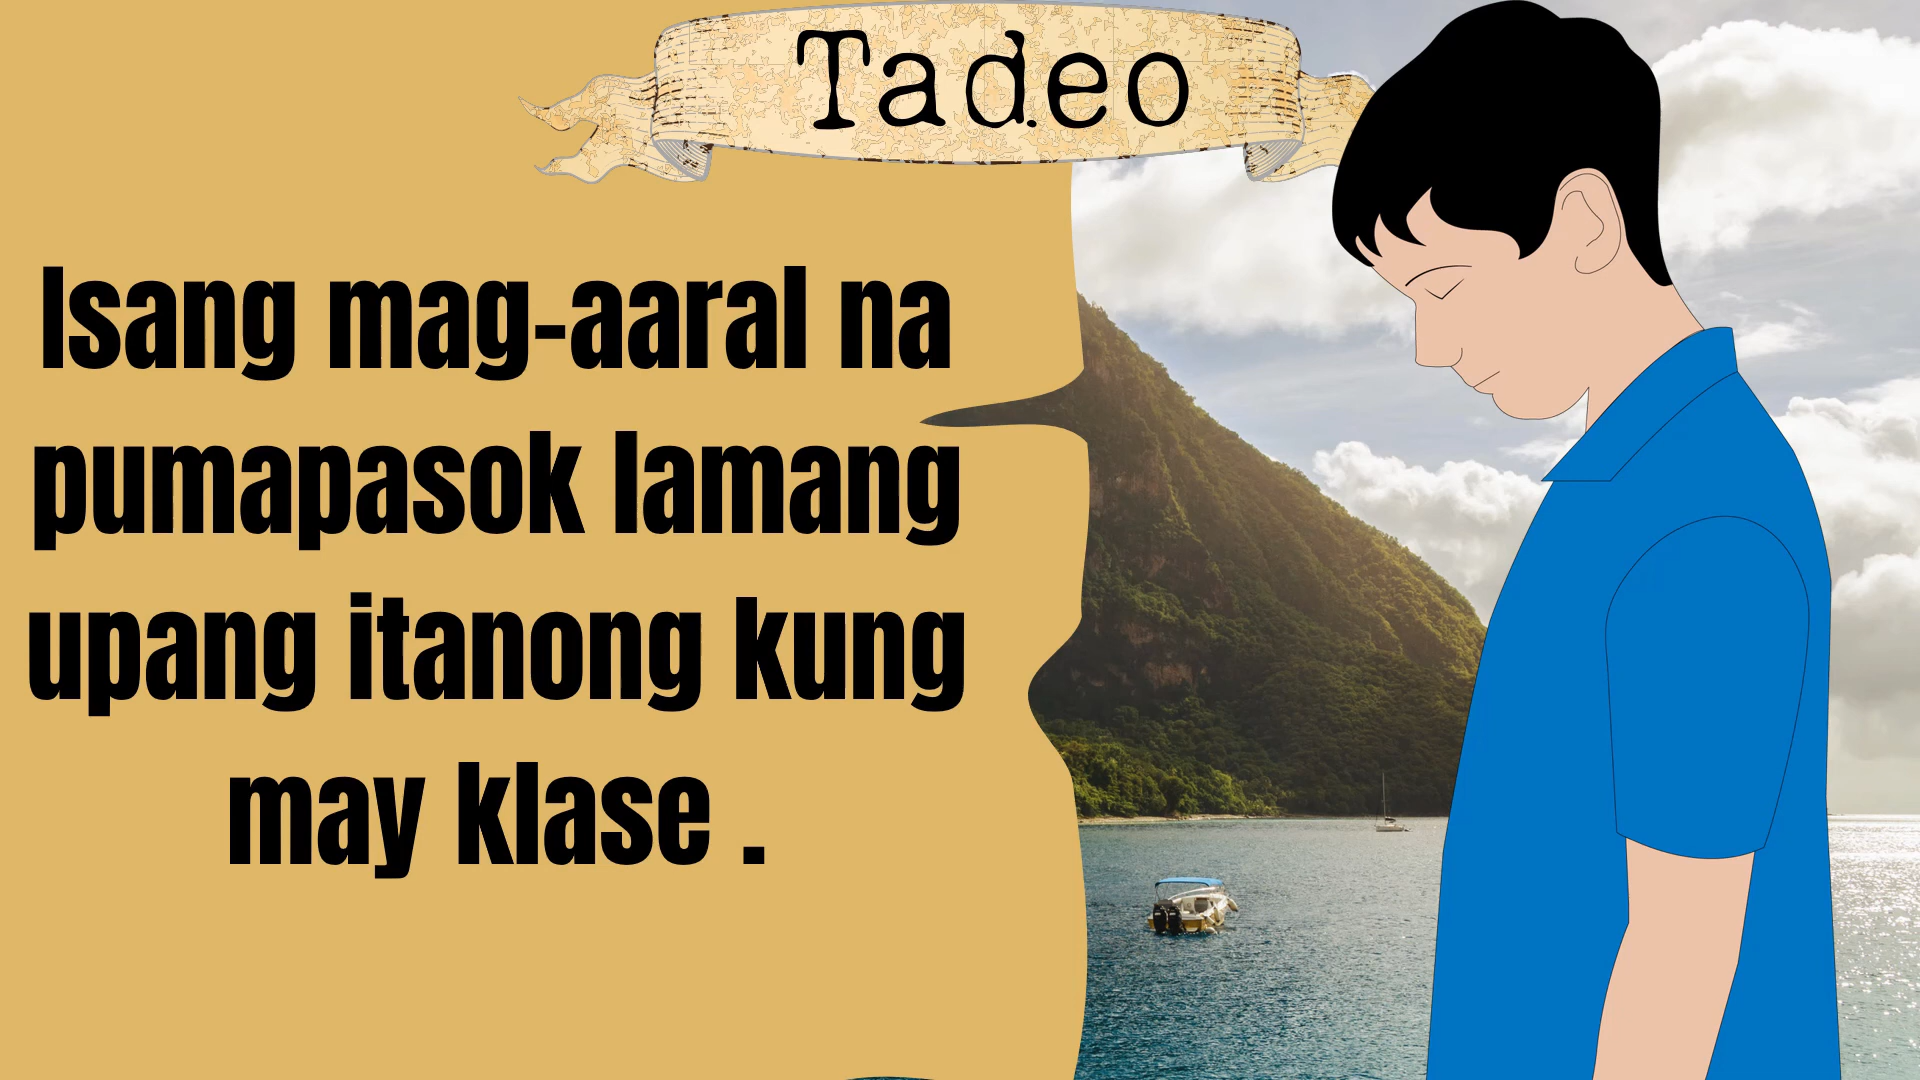 Tadeo
Isang mag-aaral na
pumapasok lamang
upang itanong kung
may klase .